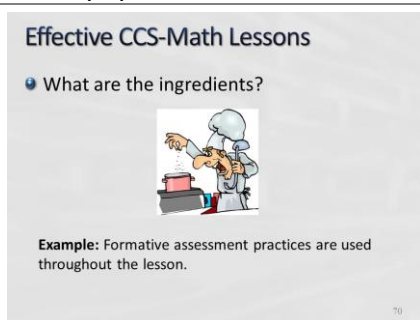 Effective CCS-Math Lessons
What are the ingredients?
Example: Formative assessment practices are used
throughout the lesson.
70